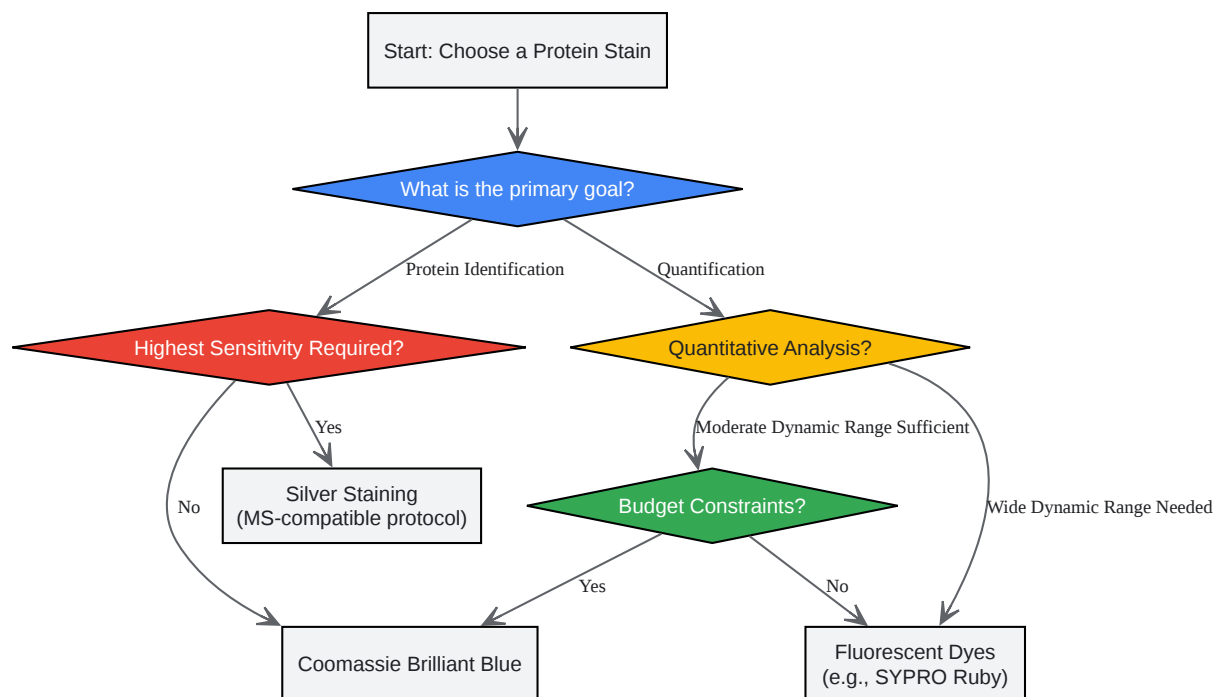 Start: Choose a Protein Stain
What is the primary goal?
Protein Identification
Quantification
Highest Sensitivity Required?
Quantitative Analysis?
Yes
Moderate Dynamic Range Sufficient
Silver Staining
(MS-compatible protocol)
No
Budget Constraints?
Wide Dynamic Range Needed
Yes
No
Coomassie Brilliant Blue
Fluorescent Dyes
(e.g., SYPRO Ruby)